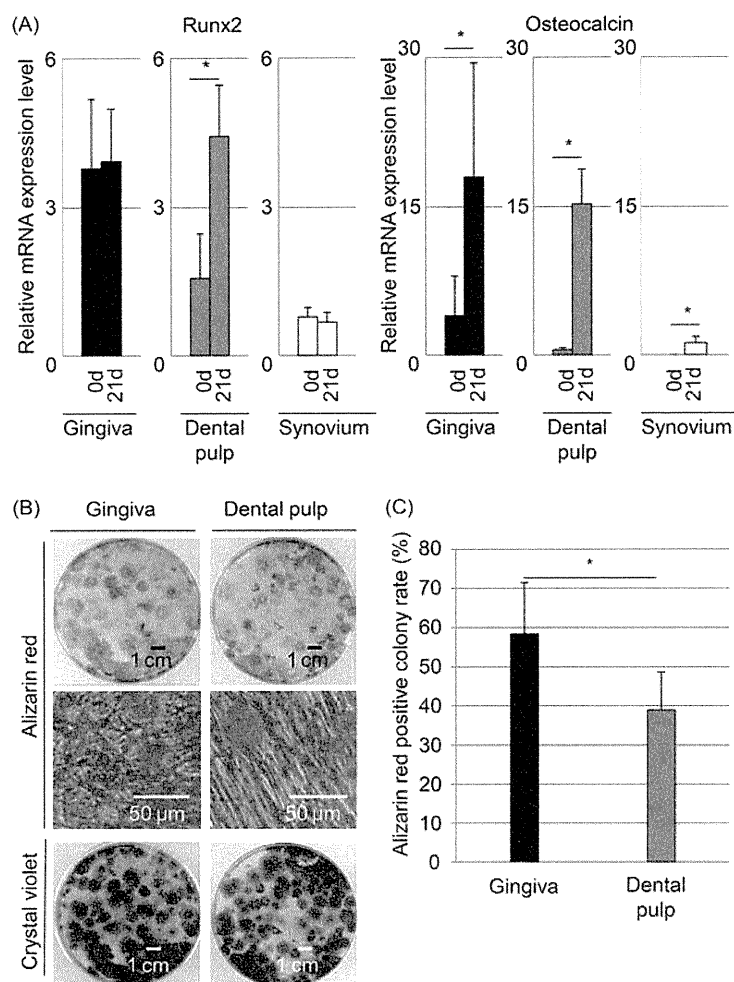 (A)
Runx2
Osteocalcin
Relative mRNA expression level
6
3
0
6
3
0
6
3
0
*
0d
21d
0d
21d
0d
21d
Gingiva
Dental
pulp
Synovium
Relative mRNA expression level
30
15
0
30
15
0
30
15
0
*
*
*
0d
21d
0d
21d
0d
21d
Gingiva
Dental
pulp
Synovium
(B)
Gingiva
Dental pulp
Alizarin red
1 cm
1 cm
50 µm
50 µm
Crystal violet
1 cm
1 cm
(C)
Alizarin red positive colony rate (%)
80
70
60
50
40
30
20
10
0
*
Gingiva
Dental
pulp